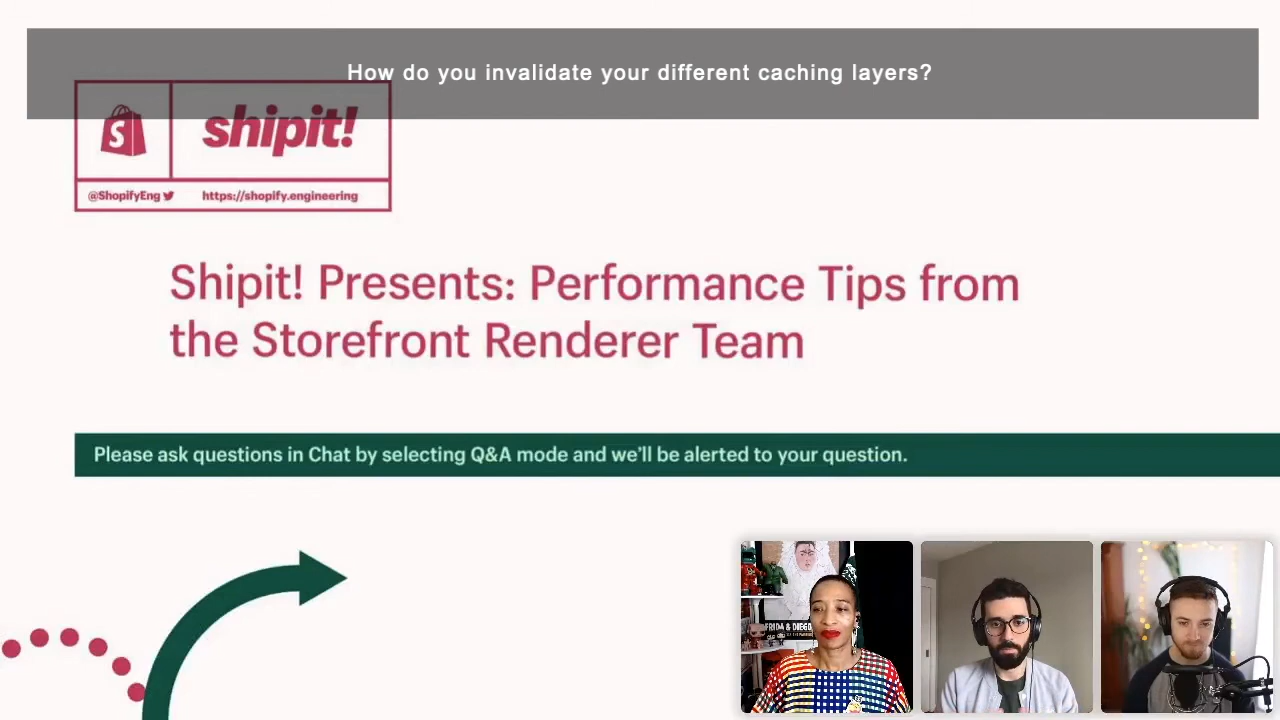 How do you invalidate your different caching layers?
S
shipit!
@ShopifyEng
https://shopify.engineering
Shipit! Presents: Performance Tips from
the Storefront Renderer Team
Please ask questions in Chat by selecting Q&A mode and we'll be alerted to your question.
FRIDA & DIEGO